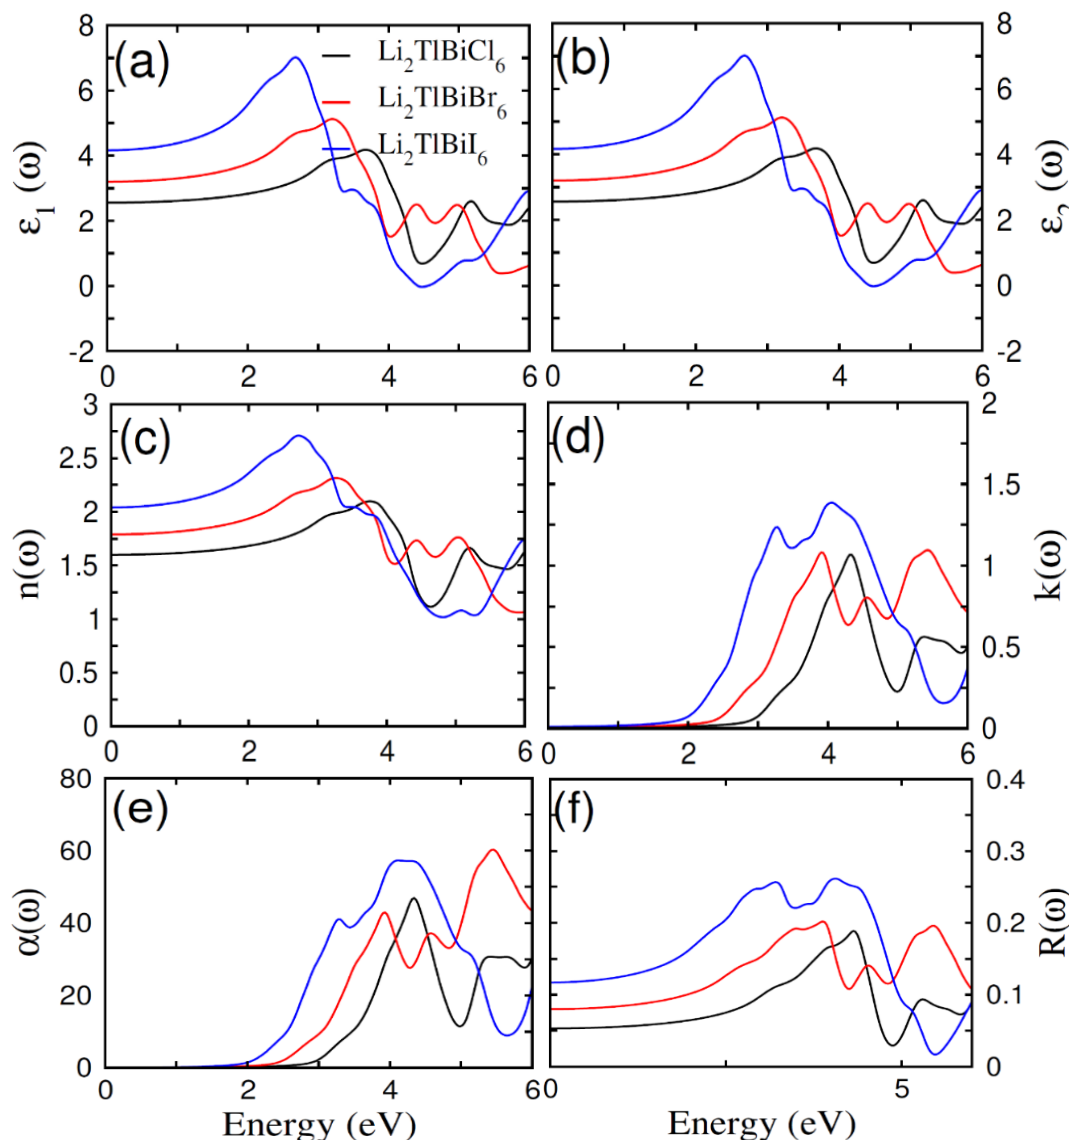 (a)
Li2TlBiCl6
Li2TlBiBr6
Li2TlBiI6
8
6
4
2
0
-2
0 2 4 6
ε1 (ω)
(b)
8
6
4
2
0
-2
0 2 4 6
(ω)
(c)
3
2.5
2
1.5
1
0.5
0
0 2 4 6
n(ω)
(d)
2
1.5
1
0.5
0
0 2 4 6
k(ω)
(e)
80
60
40
20
0
0 2 4 6
α(ω)
Energy (eV)
(f)
0.4
0.3
0.2
0.1
0
0 5
R(ω)
Energy (eV)